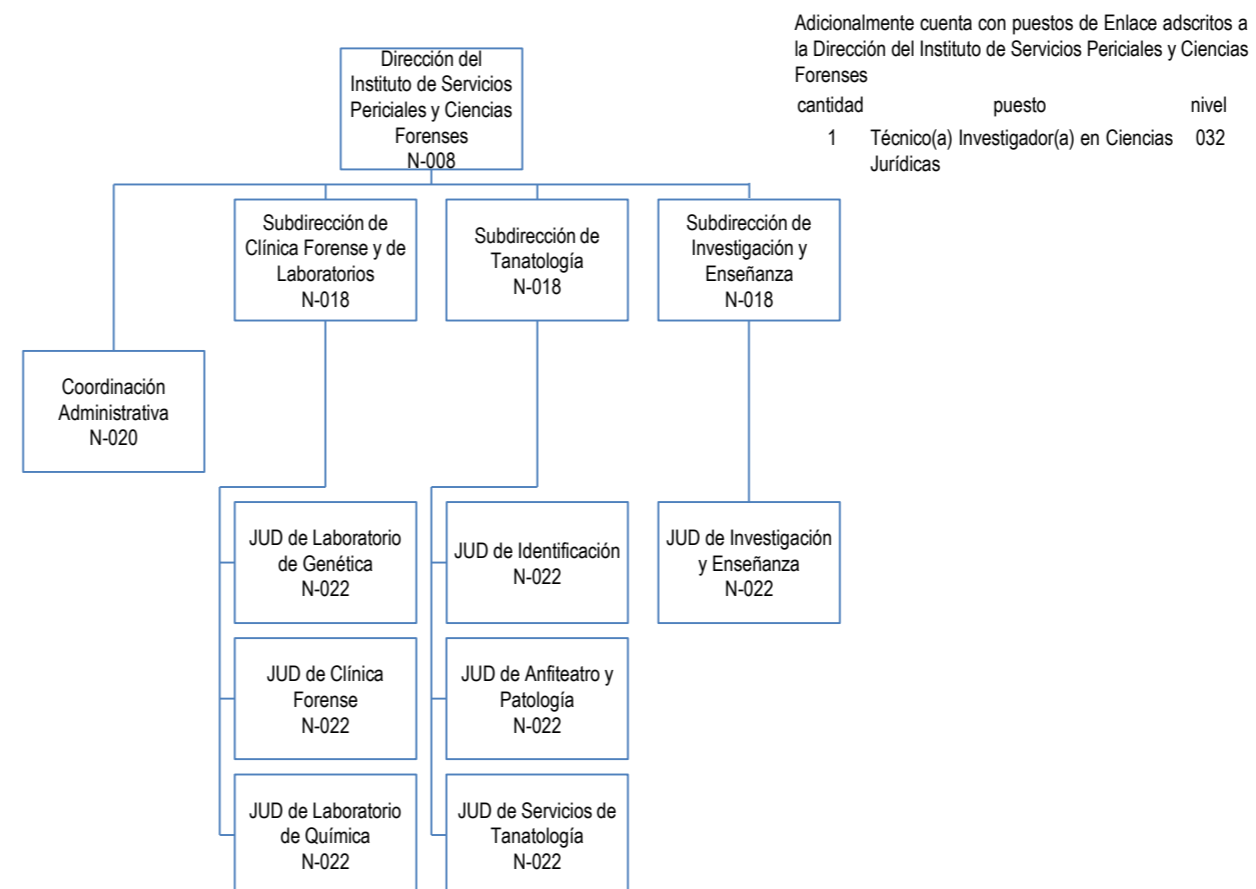 Adicionalmente cuenta con puestos de Enlace adscritos a
la Dirección del Instituto de Servicios Periciales y Ciencias
Forenses
cantidad puesto nivel
1 Técnico(a) Investigador(a) en Ciencias 032
Jurídicas
Dirección del
Instituto de Servicios
Periciales y Ciencias
Forenses
N-008
Subdirección de
Clínica Forense y de
Laboratorios
N-018
Subdirección de
Tanatología
N-018
Subdirección de
Investigación y
Enseñanza
N-018
Coordinación
Administrativa
N-020
JUD de Laboratorio
de Genética
N-022
JUD de Identificación
N-022
JUD de Investigación
y Enseñanza
N-022
JUD de Clínica
Forense
N-022
JUD de Anfiteatro y
Patología
N-022
JUD de Laboratorio
de Química
N-022
JUD de Servicios de
Tanatología
N-022